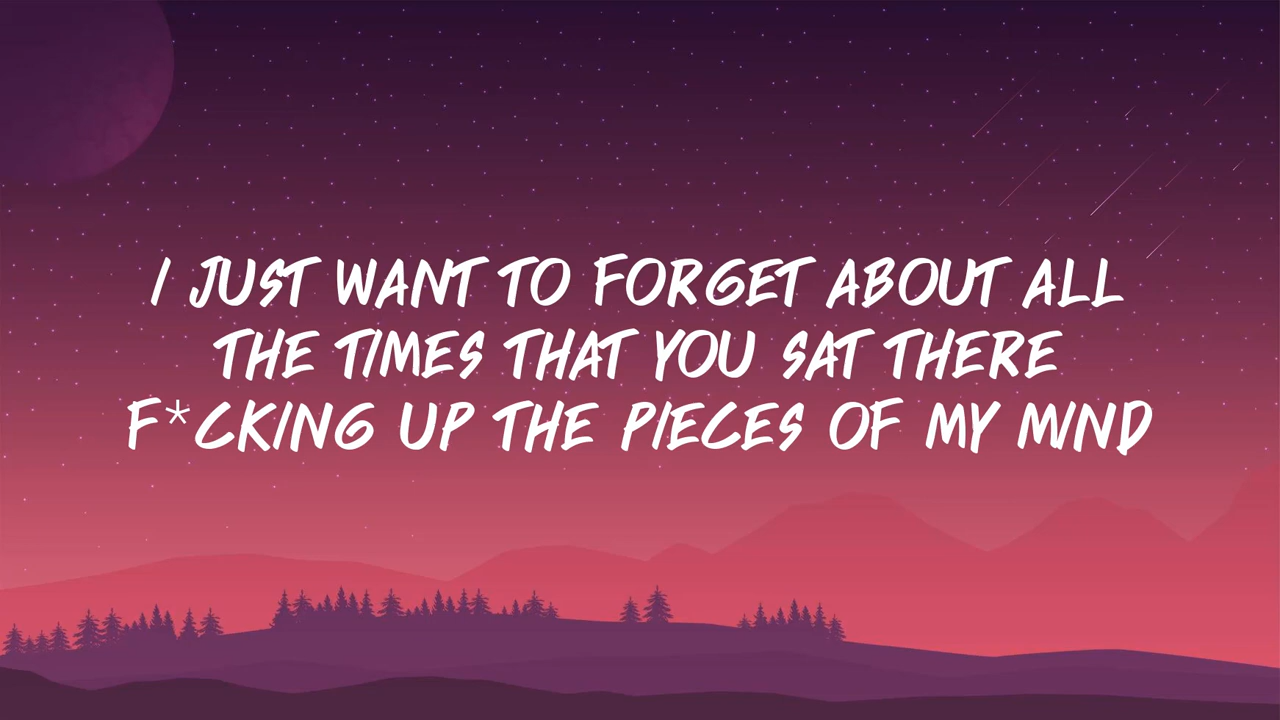 I JUST WANT TO FORGET ABOUT ALL
THE TIMES THAT YOU SAT THERE
F*CKING UP THE PIECES OF MY MIND